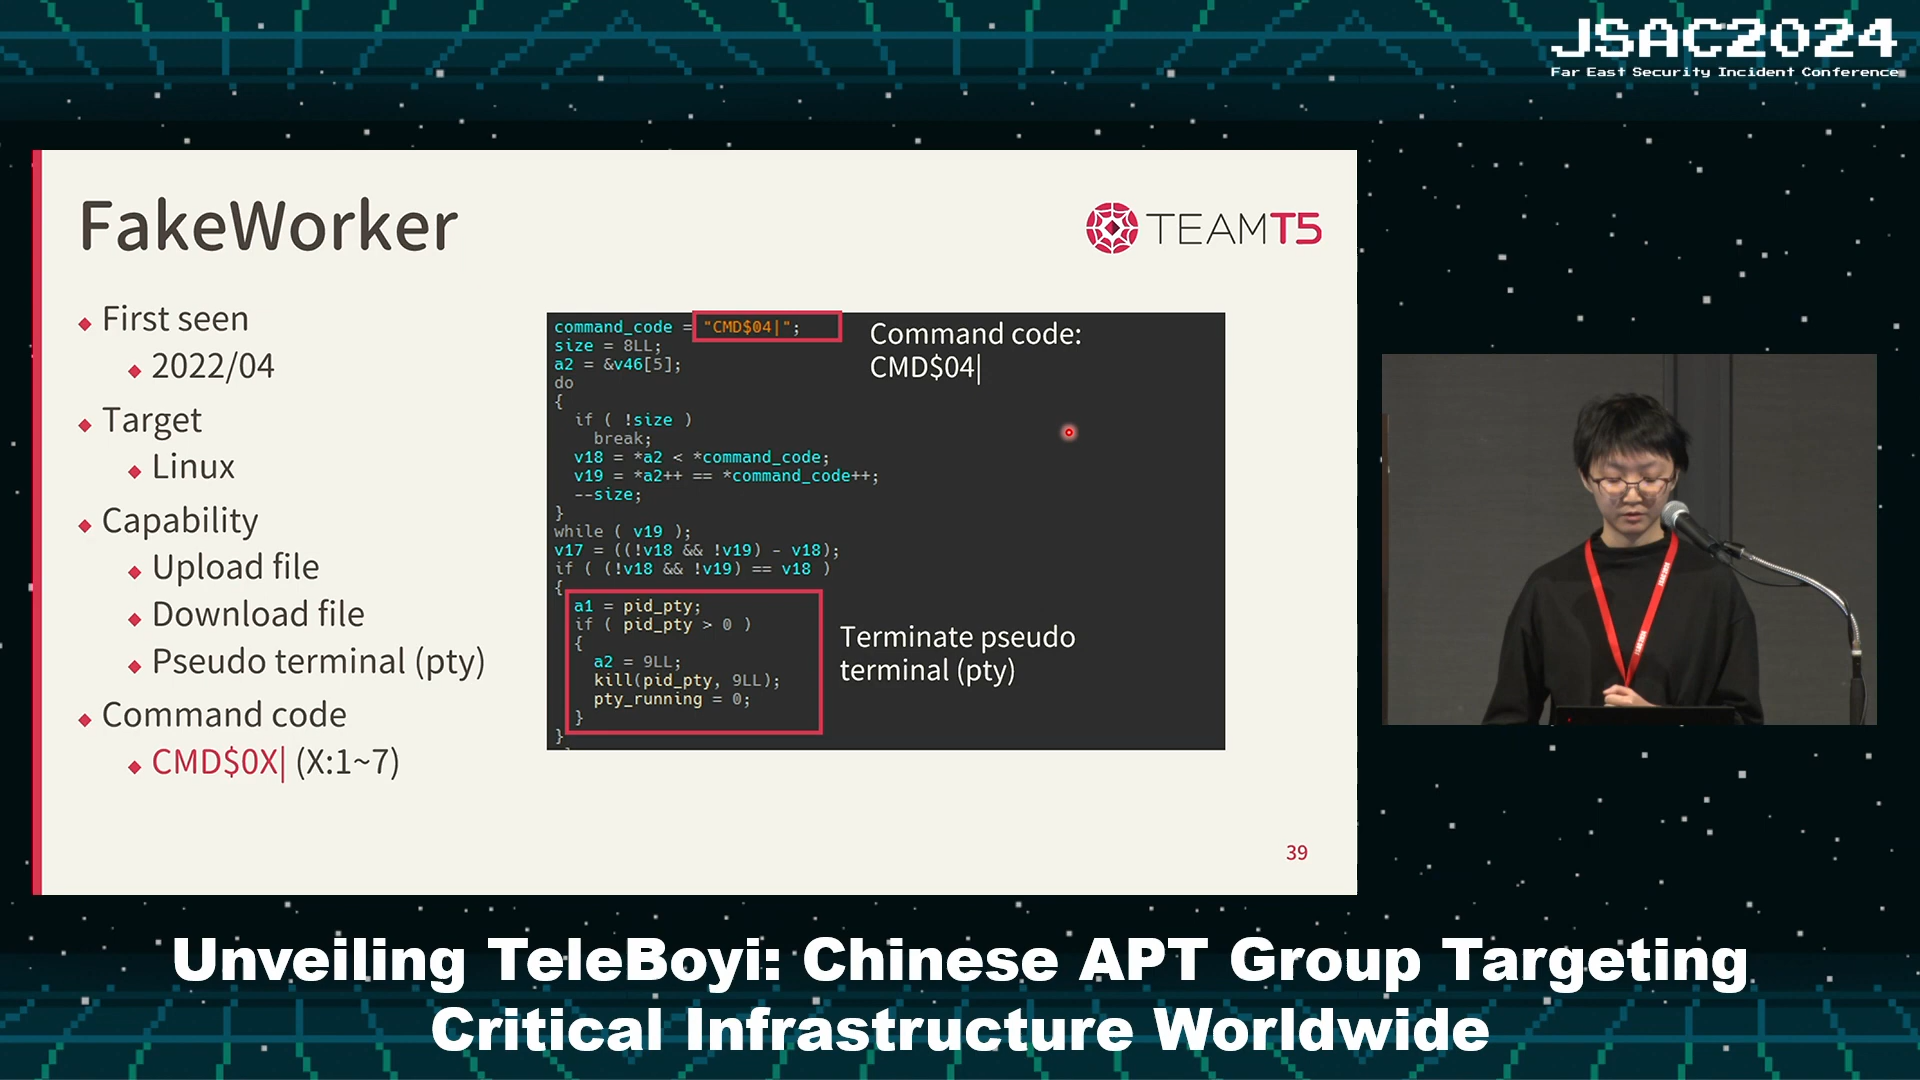 JSAC2024
Far East Security Incident Conference
FakeWorker
TEAMT5
First seen
2022/04
Target
Linux
Capability
Upload file
Download file
Pseudo terminal (pty)
Command code
CMD$0X| (X:1~7)
command_code = "CMD$04|";
size = 8LL;
a2 = &v46[5];
do
{
if ( !size )
break;
v18 = *a2 < *command_code;
v19 = *a2++ == *command_code++;
--size;
}
while ( v19 );
v17 = ((!v18 && !v19) - v18);
if ( (!v18 && !v19) == v18 )
{
a1 = pid_pty;
if ( pid_pty > 0 )
{
a2 = 9LL;
kill(pid_pty, 9LL);
pty_running = 0;
}
}
Command code:
CMD$04|
Terminate pseudo
terminal (pty)
39
Unveiling TeleBoyi: Chinese APT Group Targeting
Critical Infrastructure Worldwide